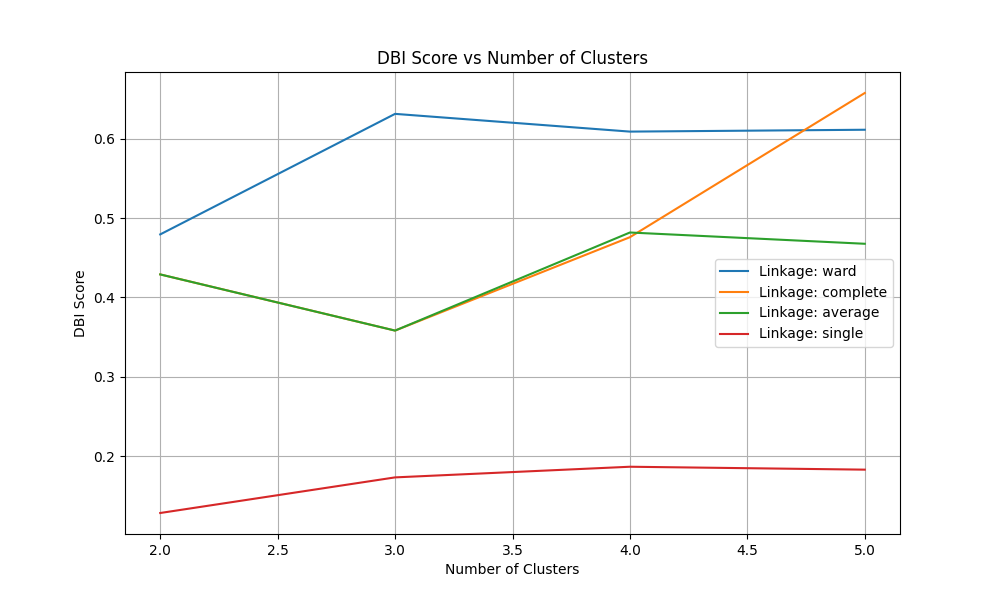 DBI Score vs Number of Clusters
DBI Score
0.6
0.5
0.4
0.3
0.2
Linkage: ward
Linkage: complete
Linkage: average
Linkage: single
2.0 2.5 3.0 3.5 4.0 4.5 5.0
Number of Clusters